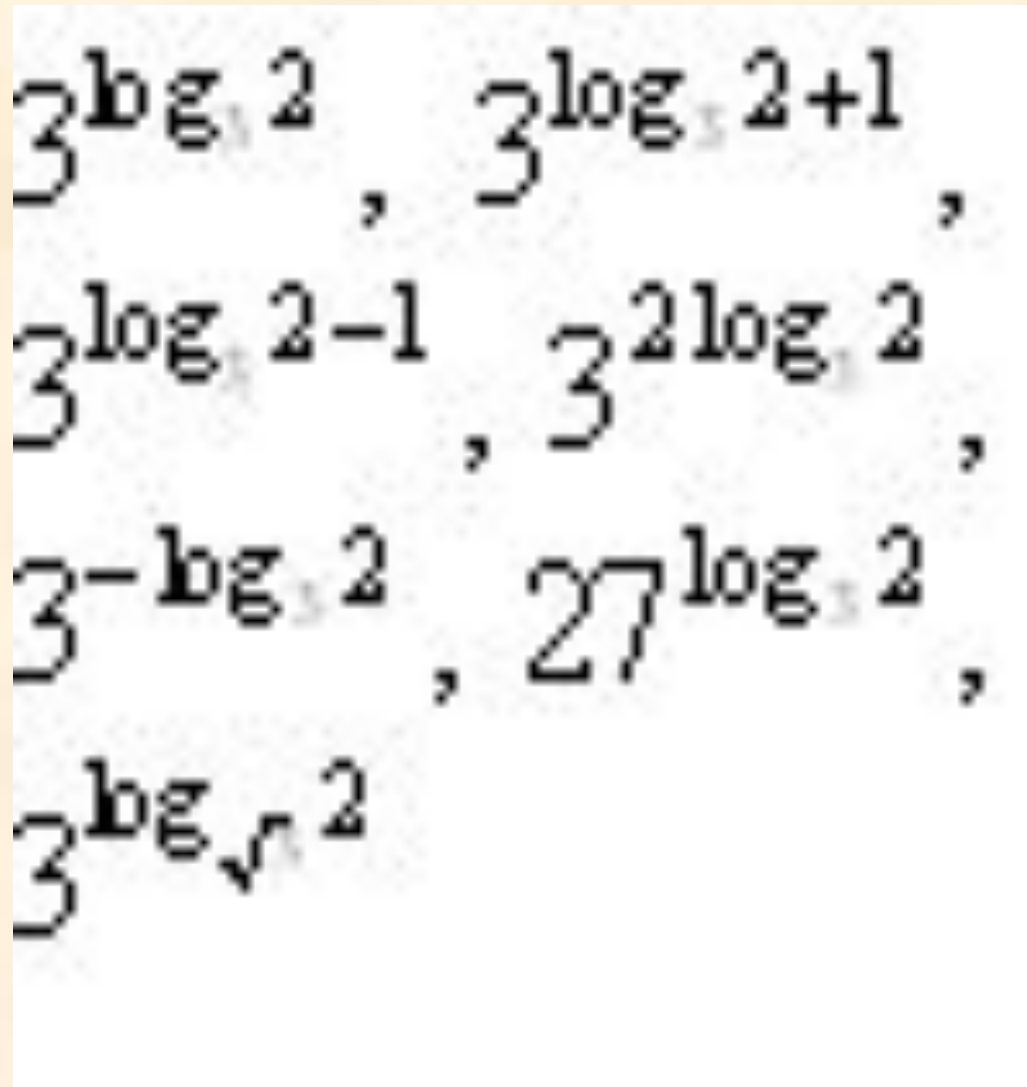 3^{log_3 2}, 3^{log_3 2+1},
3^{log_3 2-1}, 3^{2log_3 2},
3^{-log_3 2}, 27^{log_3 2},
3^{log_{√3} 2}